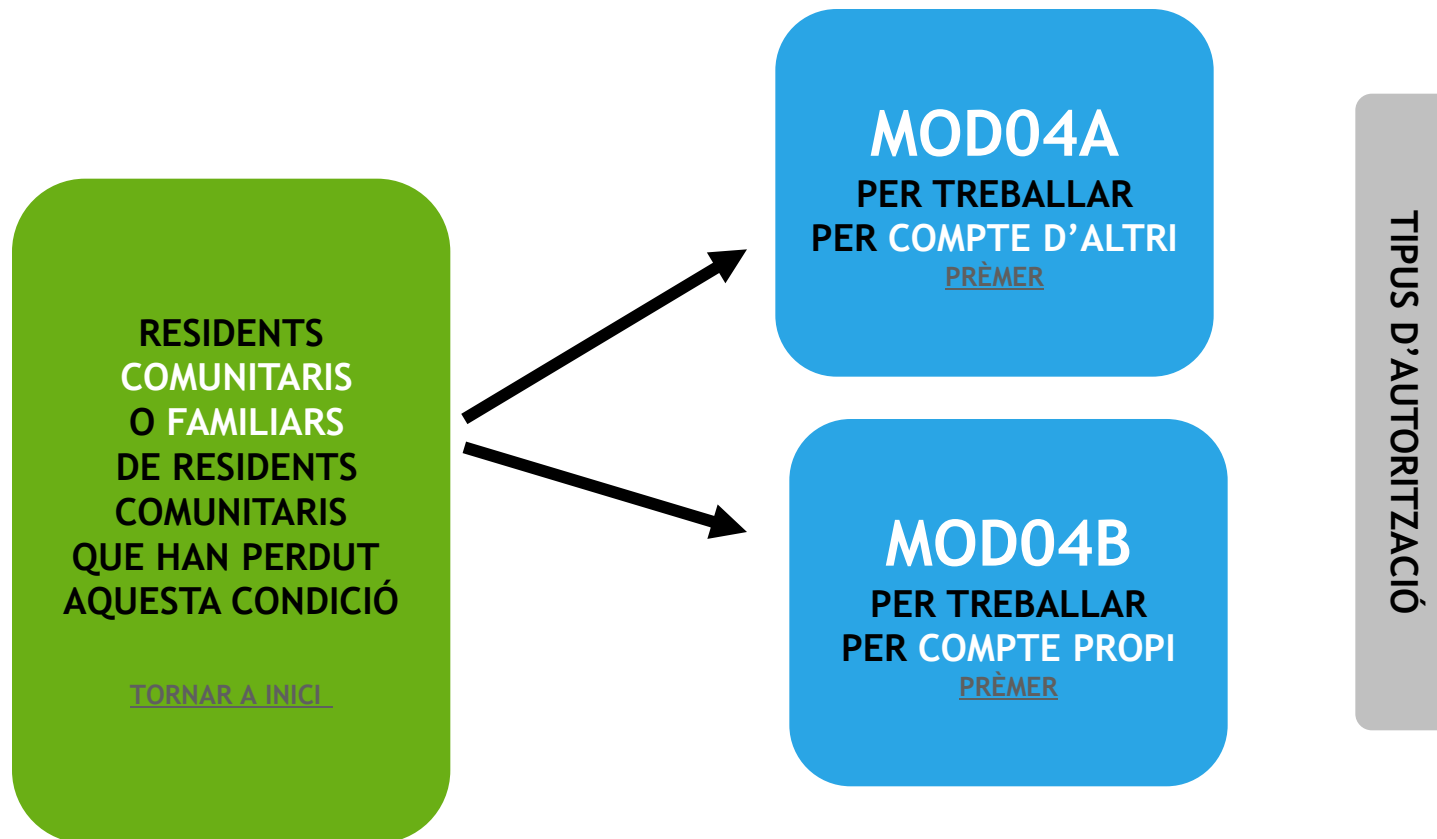 RESIDENTS
COMUNITARIS
O FAMILIARS
DE RESIDENTS
COMUNITARIS
QUE HAN PERDUT
AQUESTA CONDICIÓ
TORNAR A INICI
MOD04A
PER TREBALLAR
PER COMPTE D’ALTRI
PRÈMER
MOD04B
PER TREBALLAR
PER COMPTE PROPI
PRÈMER
TIPUS D’AUTORITZACIÓ